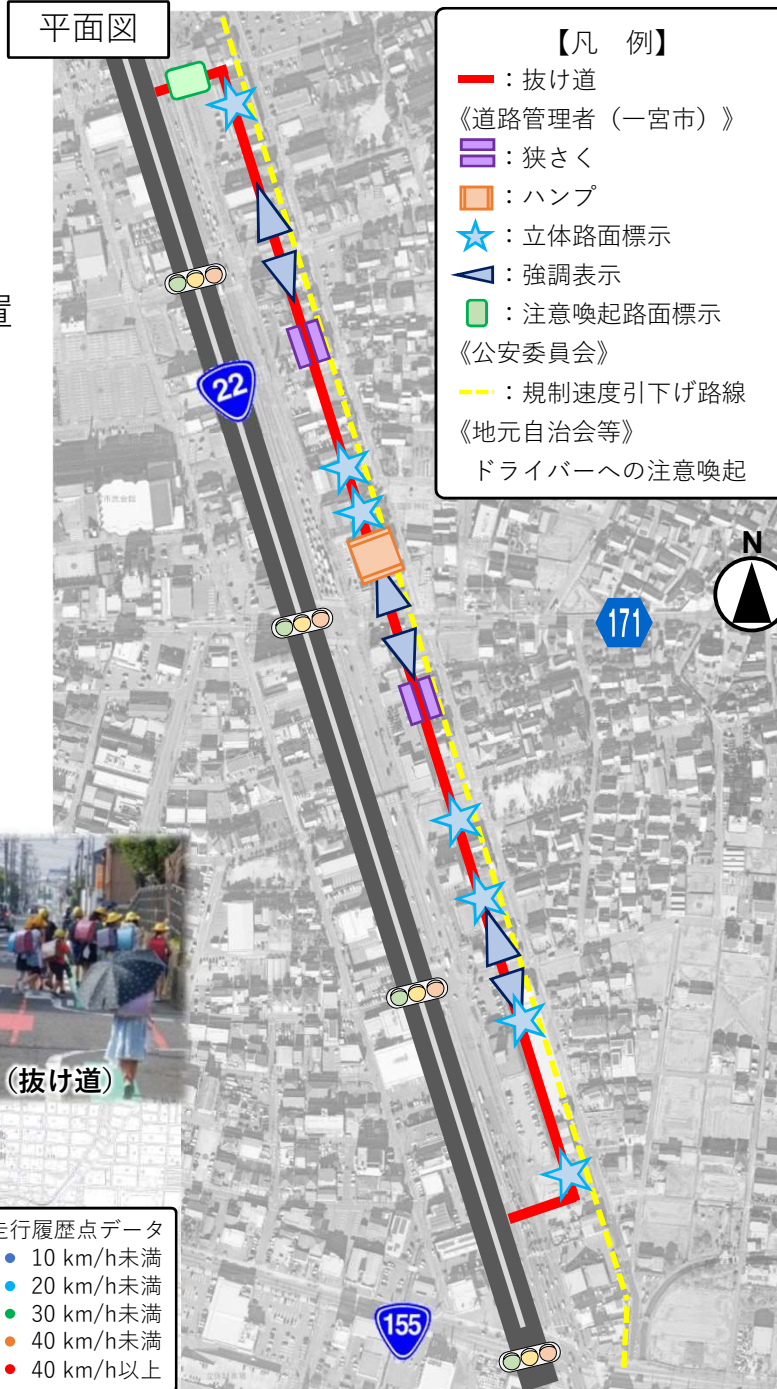 平面図
【凡　例】
：抜け道
《道路管理者（一宮市）》
：狭さく
：ハンプ
：立体路面標示
：強調表示
：注意喚起路面標示
《公安委員会》
：規制速度引下げ路線
《地元自治会等》
ドライバーへの注意喚起
置
22
N
171
(抜け道)
走行履歴点データ
10 km/h未満
20 km/h未満
30 km/h未満
40 km/h未満
40 km/h以上
155